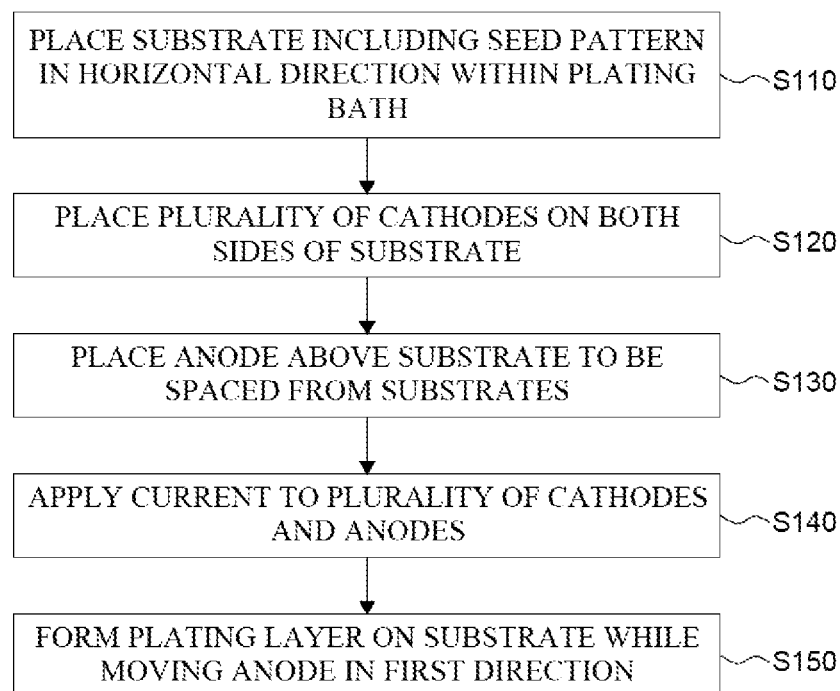 PLACE SUBSTRATE INCLUDING SEED PATTERN
IN HORIZONTAL DIRECTION WITHIN PLATING
BATH
S110
PLACE PLURALITY OF CATHODES ON BOTH
SIDES OF SUBSTRATE
S120
PLACE ANODE ABOVE SUBSTRATE TO BE
SPACED FROM SUBSTRATES
S130
APPLY CURRENT TO PLURALITY OF CATHODES
AND ANODES
S140
FORM PLATING LAYER ON SUBSTRATE WHILE
MOVING ANODE IN FIRST DIRECTION
S150